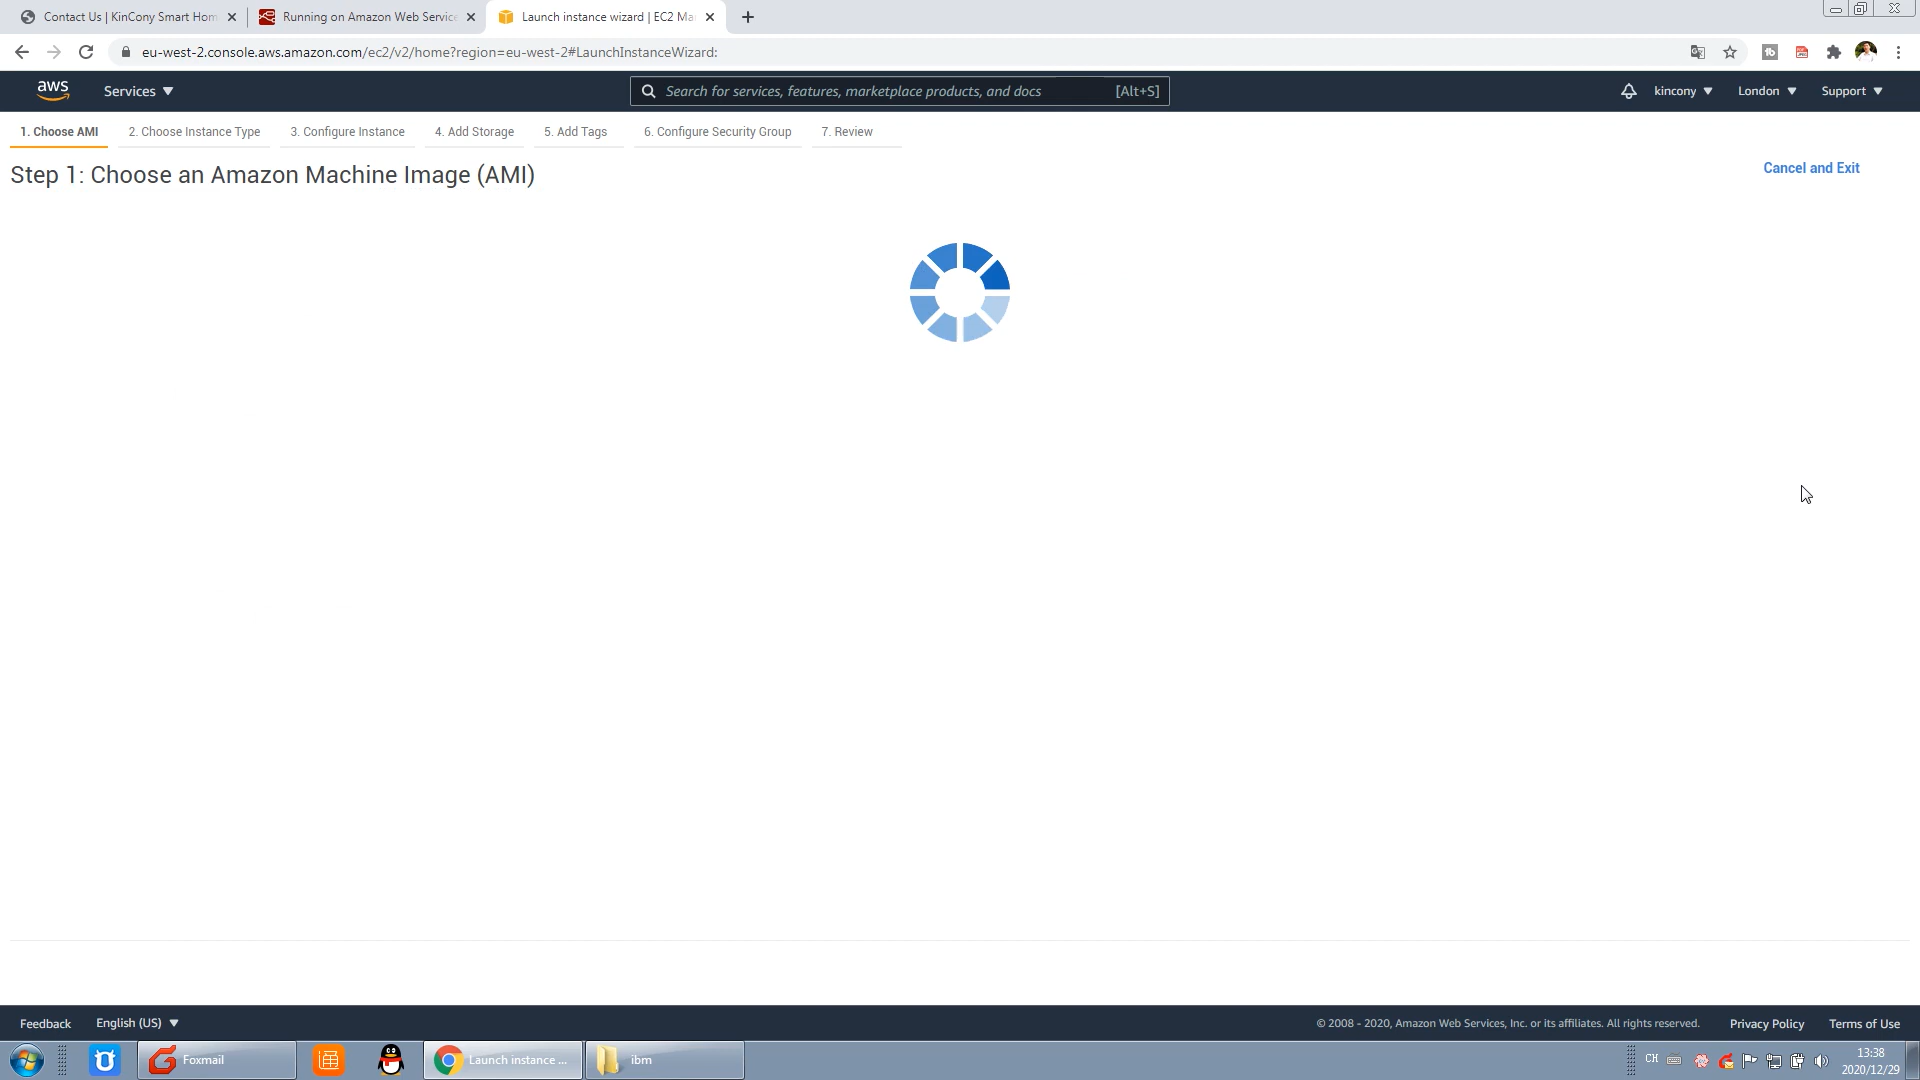 Contact Us | KinCony Smart Hom
Running on Amazon Web Service
Launch instance wizard | EC2 Ma
eu-west-2.console.aws.amazon.com/ec2/v2/home?region=eu-west-2#LaunchInstanceWizard:
aws
Services
Search for services, features, marketplace products, and docs
[Alt+S]
kincony
London
Support
1. Choose AMI
2. Choose Instance Type
3. Configure Instance
4. Add Storage
5. Add Tags
6. Configure Security Group
7. Review
Step 1: Choose an Amazon Machine Image (AMI)
Cancel and Exit
Feedback
English (US)
© 2008 - 2020, Amazon Web Services, Inc. or its affiliates. All rights reserved.
Privacy Policy
Terms of Use
Foxmail
Launch instance ...
ibm
CH
13:38
2020/12/29